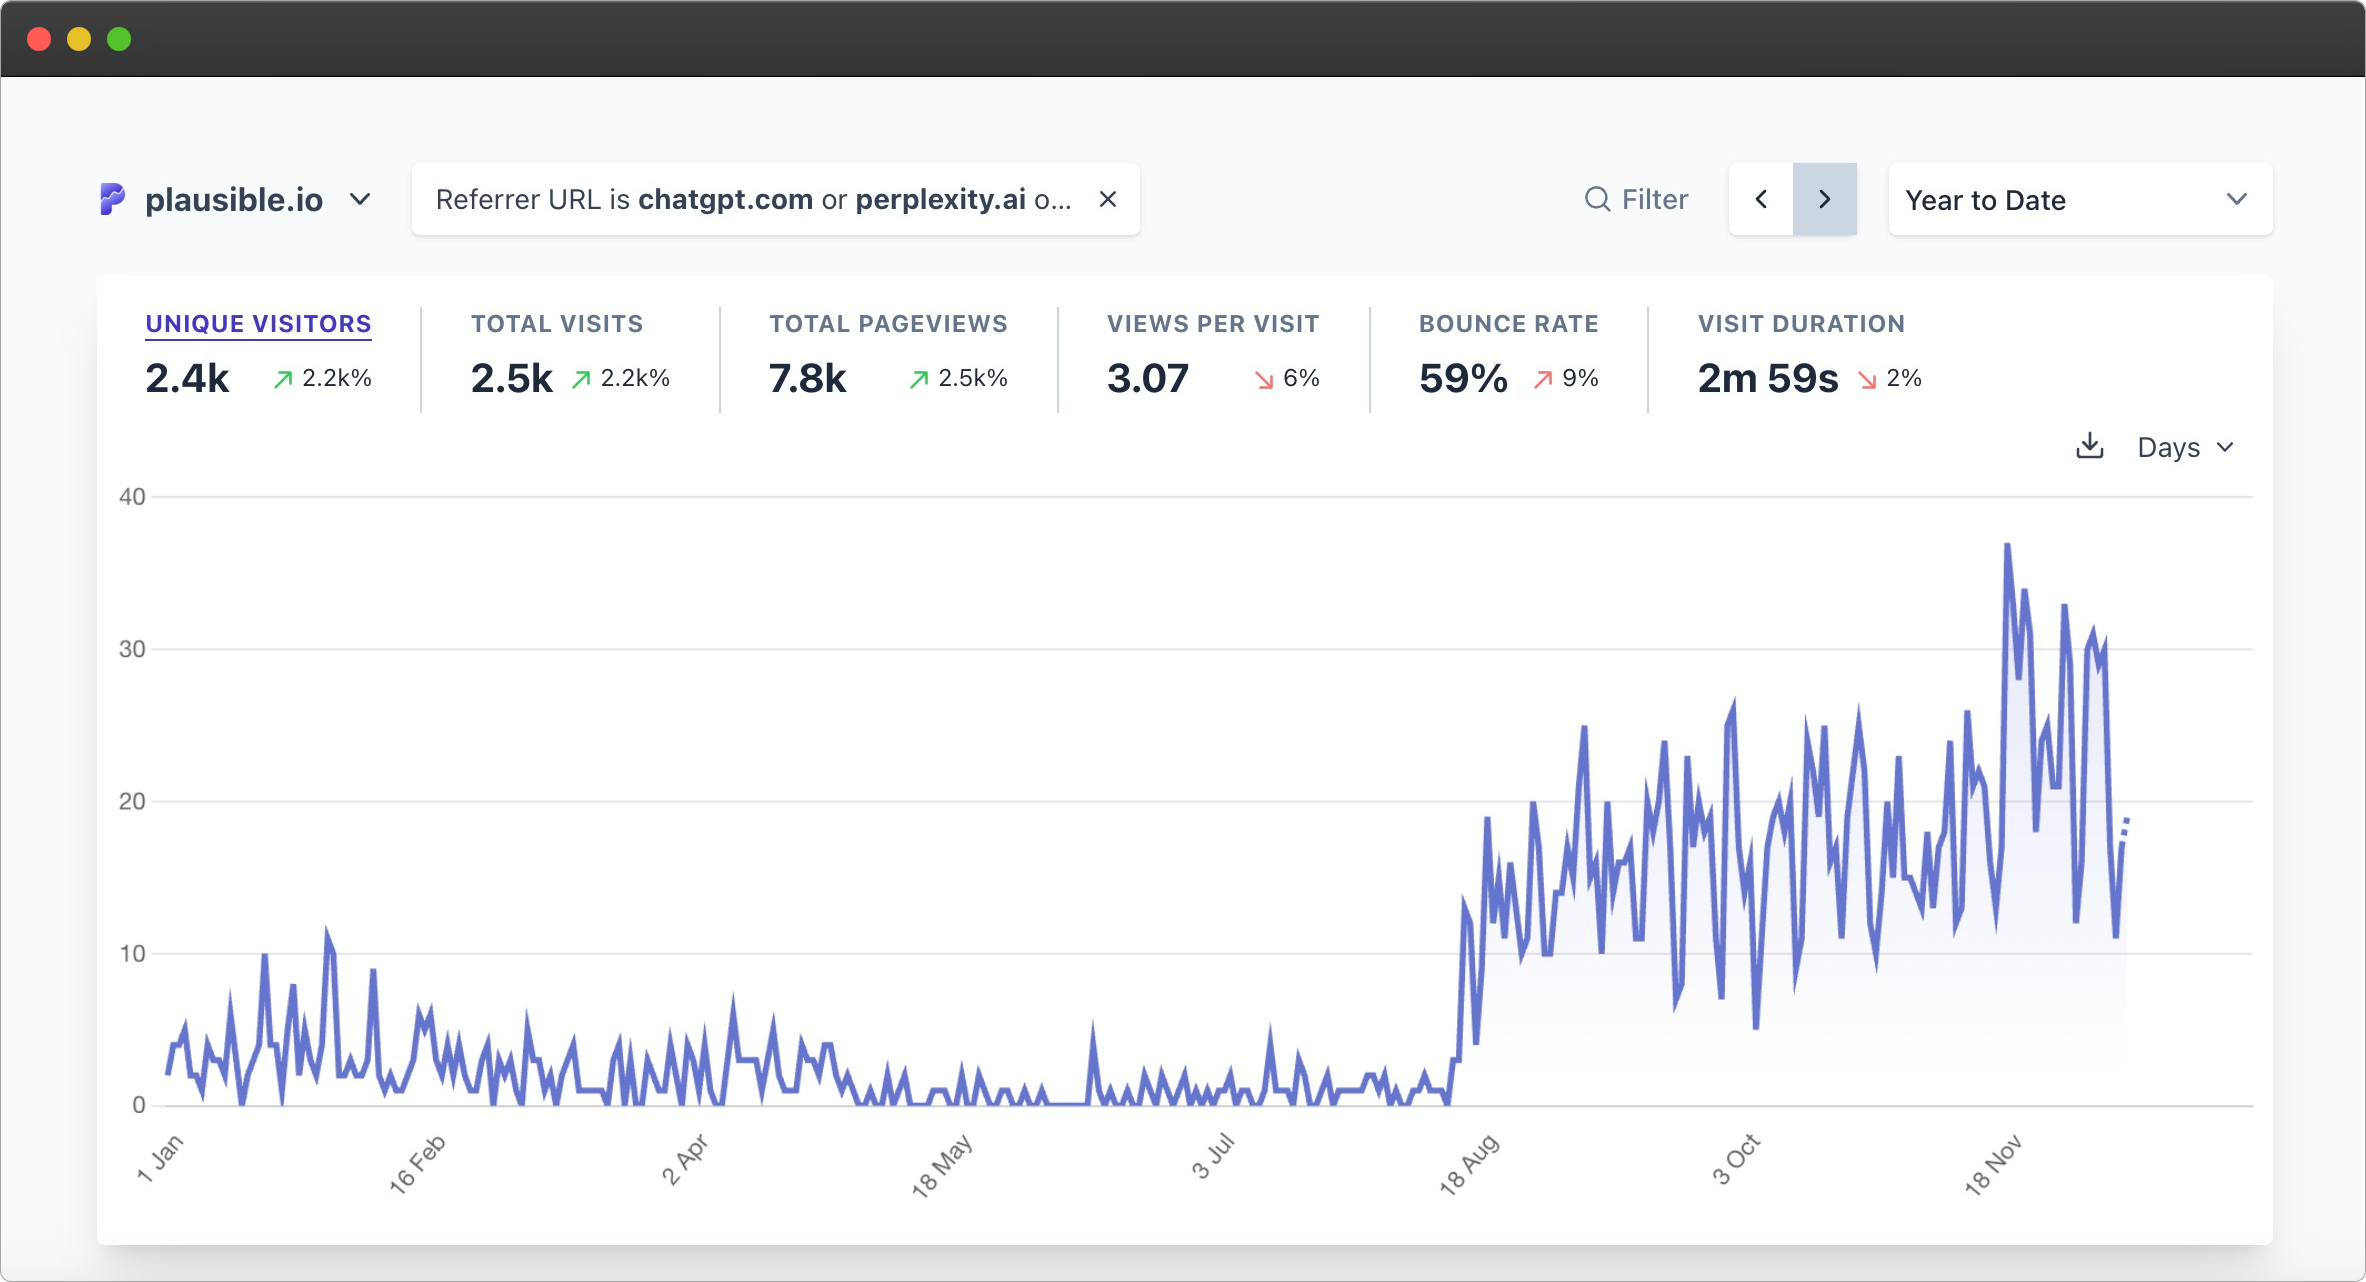 plausible.io
Referrer URL is chatgpt.com or perplexity.ai o...
Filter
Year to Date
UNIQUE VISITORS
2.4k 2.2k%
TOTAL VISITS
2.5k 2.2k%
TOTAL PAGEVIEWS
7.8k 2.5k%
VIEWS PER VISIT
3.07 6%
BOUNCE RATE
59% 9%
VISIT DURATION
2m 59s 2%
Days
40
30
20
10
0
1 Jan
16 Feb
2 Apr
18 May
3 Jul
18 Aug
3 Oct
18 Nov